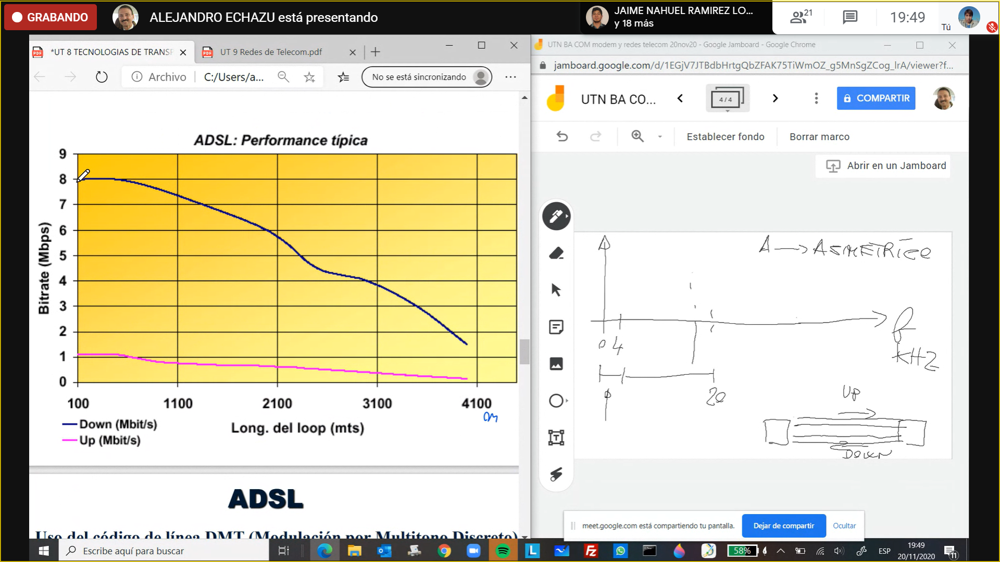 GRABANDO
ALEJANDRO ECHAZU está presentando
JAIME NAHUEL RAMIREZ LO...
y 18 más
21
19:49
Tú
*UT 8 TECNOLOGIAS DE TRANSF
UT 9 Redes de Telecom.pdf
Archivo
C:/Users/a...
No se está sincronizando
ADSL: Performance típica
Bitrate (Mbps)
9
8
7
6
5
4
3
2
1
0
100 1100 2100 3100 4100
m
Down (Mbit/s)
Up (Mbit/s)
Long. del loop (mts)
ADSL
Uso del código de línea DMT (Modulación por Multitono Discreto)
UTN BA COM modem y redes telecom 20nov20 - Google Jamboard - Google Chrome
jamboard.google.com/d/1EGjV7JTBdbHrtgQbZFAK75TiWmOZ_g5MnSgZCog_lrA/viewer?f...
UTN BA CO...
4 / 4
COMPARTIR
Establecer fondo
Borrar marco
Abrir en un Jamboard
A → ASIMETRICO
0 4
f
KHZ
20
UP
DOWN
meet.google.com está compartiendo tu pantalla.
Dejar de compartir
Ocultar
Escribe aquí para buscar
58%
ESP
19:49
20/11/2020
11